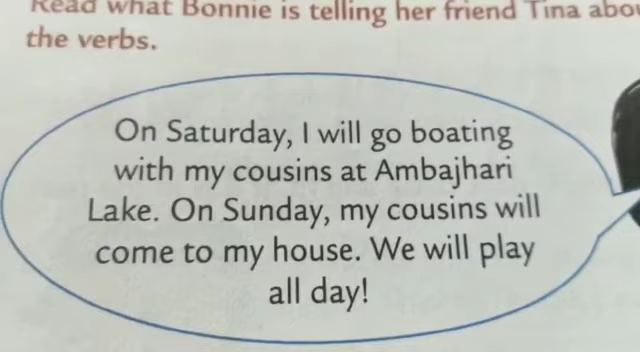 Read what Bonnie is telling her friend Tina
the verbs.
On Saturday, I will go boating
with my cousins at Ambajhari
Lake. On Sunday, my cousins will
come to my house. We will play
all day!